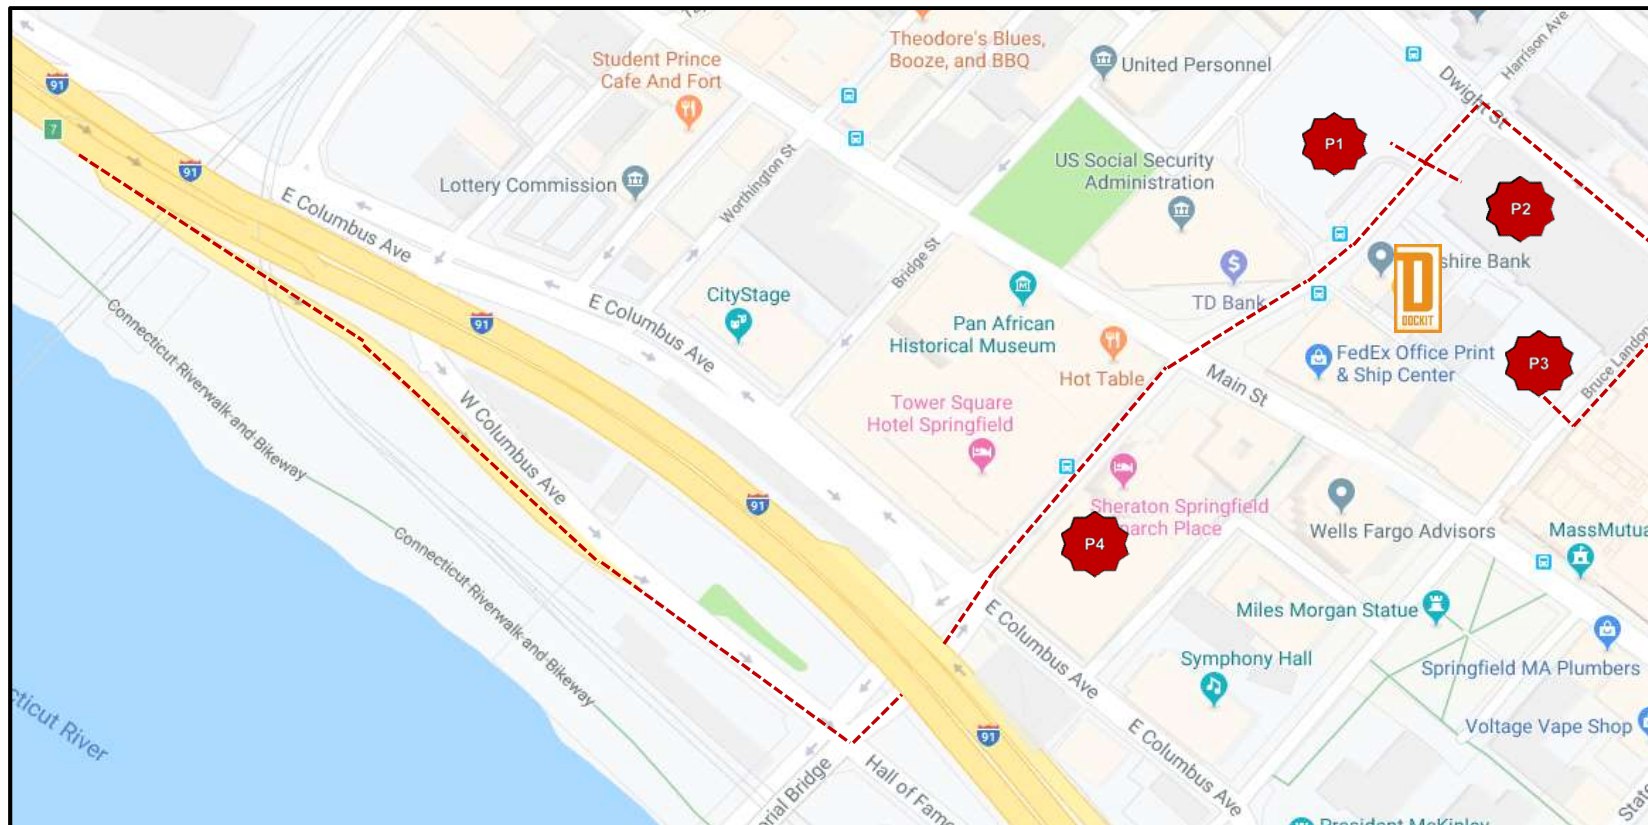 Theodore's Blues,
Booze, and BBQ
Student Prince
Cafe And Fort
United Personnel
Harrison Ave
Dwight St
91
7
P1
91
E Columbus Ave
Lottery Commission
Worthington St
US Social Security
Administration
P2
Bridge St
shire Bank
TD Bank
DOCKIT
CityStage
E Columbus Ave
91
Pan African
Historical Museum
Hot Table
Main St
FedEx Office Print
& Ship Center
P3
Bruce Landon
Connecticut Riverwalk and Bikeway
W Columbus Ave
Tower Square
Hotel Springfield
91
Sheraton Springfield
arch Place
P4
Wells Fargo Advisors
MassMutua
Connecticut Riverwalk and Bikeway
E Columbus Ave
Miles Morgan Statue
Symphony Hall
Springfield MA Plumbers
cticut River
91
E Columbus Ave
Voltage Vape Shop
orial Bridge
Hall of Fame
State
President McKinley